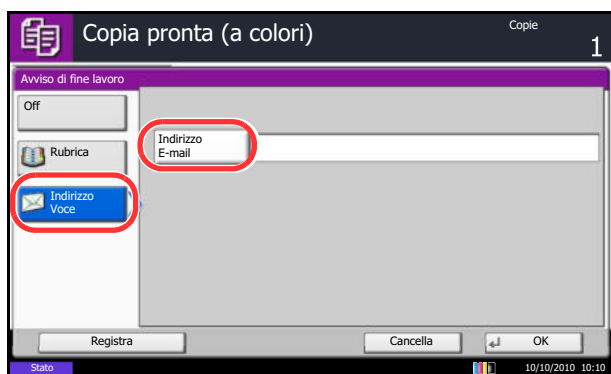 Copia pronta (a colori)
Copie
1
Avviso di fine lavoro
Off
Rubrica
Indirizzo
Voce
Indirizzo
E-mail
Registra
Cancella
OK
Stato
10/10/2010 10:10